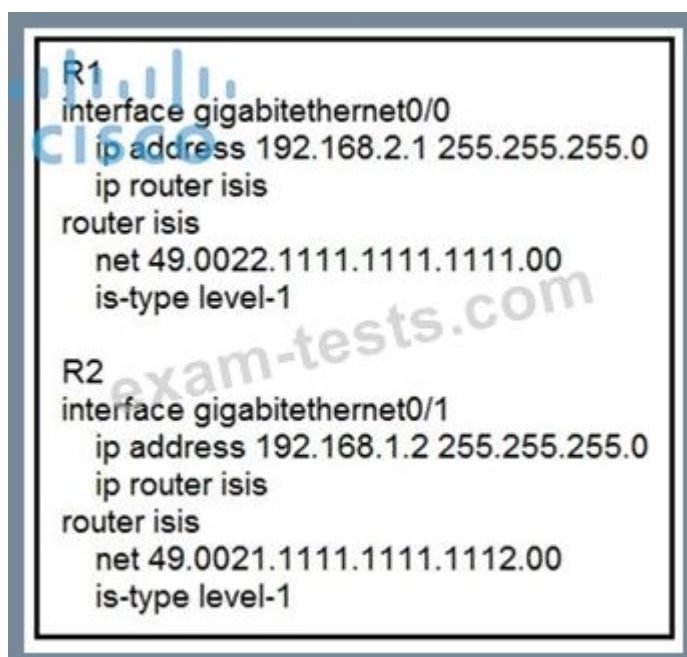 R1
interface gigabitethernet0/0
ip address 192.168.2.1 255.255.255.0
ip router isis
router isis
net 49.0022.1111.1111.1111.00
is-type level-1
R2
interface gigabitethernet0/1
ip address 192.168.1.2 255.255.255.0
ip router isis
router isis
net 49.0021.1111.1111.1112.00
is-type level-1
CISCO
exam-tests.com